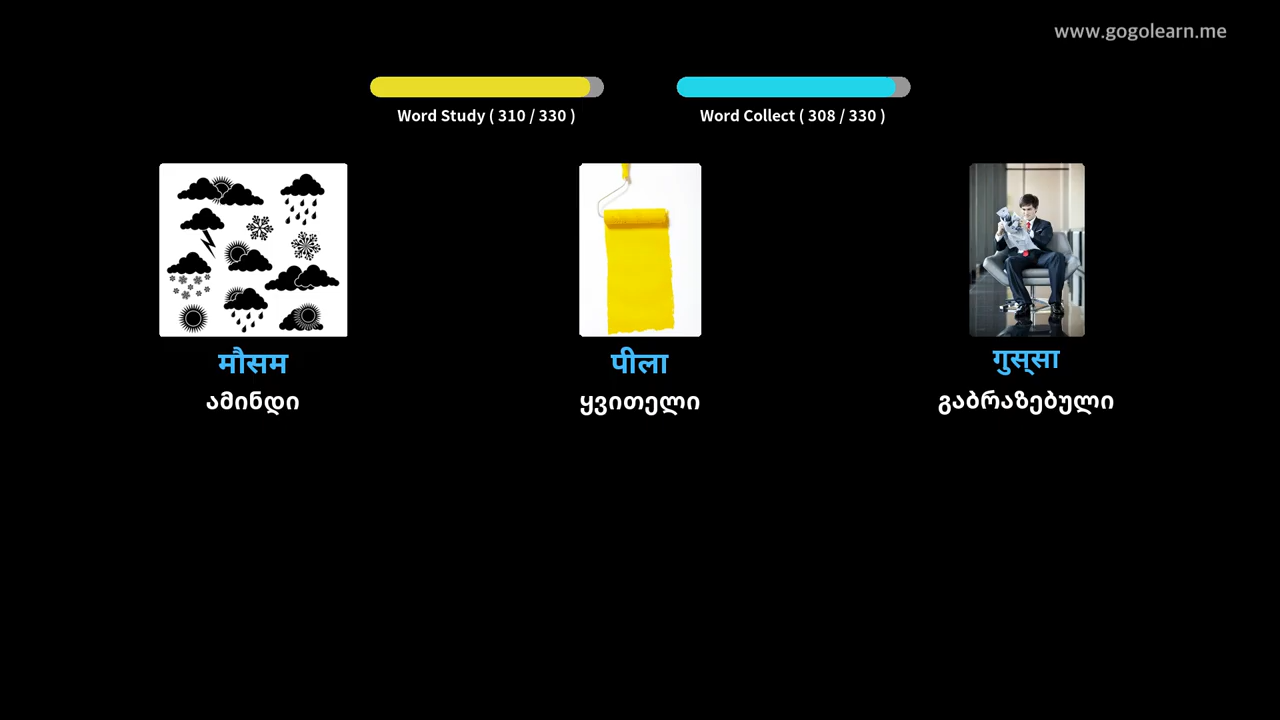 www.gogolearn.me
Word Study ( 310 / 330 )
Word Collect ( 308 / 330 )
मौसम
पीला
गुस्‌सा
ამინდი
ყვითელი
გაბრაზებული